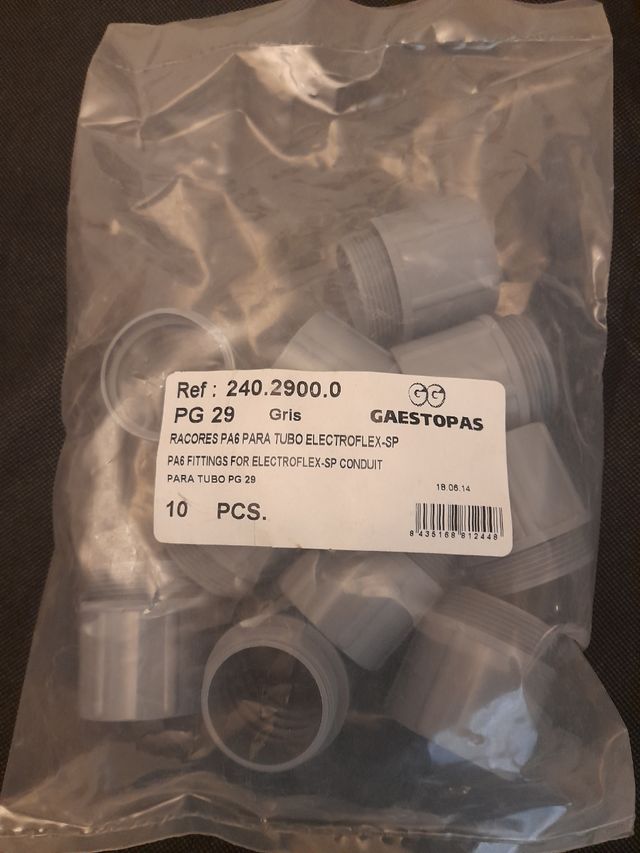 Ref : 240.2900.0
GG
PG 29 Gris
GAESTOPAS
RACORES PA6 PARA TUBO ELECTROFLEX-SP
PA6 FITTINGS FOR ELECTROFLEX-SP CONDUIT
PARA TUBO PG 29
18.06.14
10 PCS.
8 435168 812448